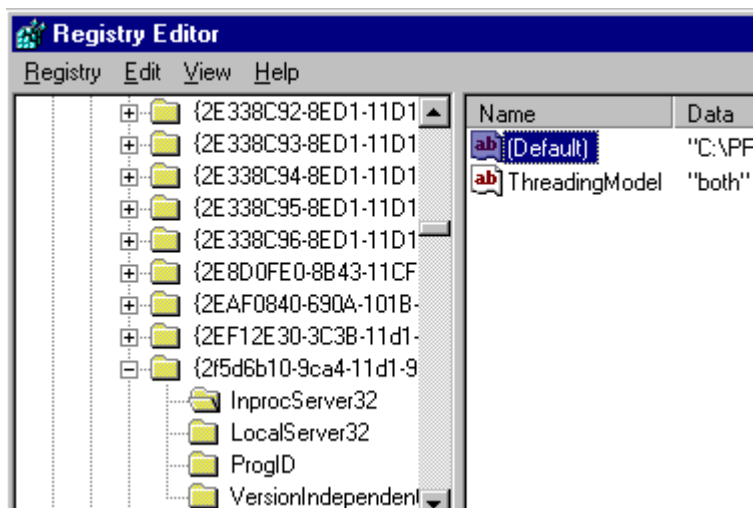 Registry Editor
Registry Edit View Help
{2E338C92-8ED1-11D1
{2E338C93-8ED1-11D1
{2E338C94-8ED1-11D1
{2E338C95-8ED1-11D1
{2E338C96-8ED1-11D1
{2E8D0FE0-8B43-11CF
{2EAF0840-690A-101B-
{2EF12E30-3C3B-11d1-
{2f5d6b10-9ca4-11d1-9
InprocServer32
LocalServer32
ProgID
VersionIndependent
Name Data
ab (Default) "C:\PF
ab ThreadingModel "both"